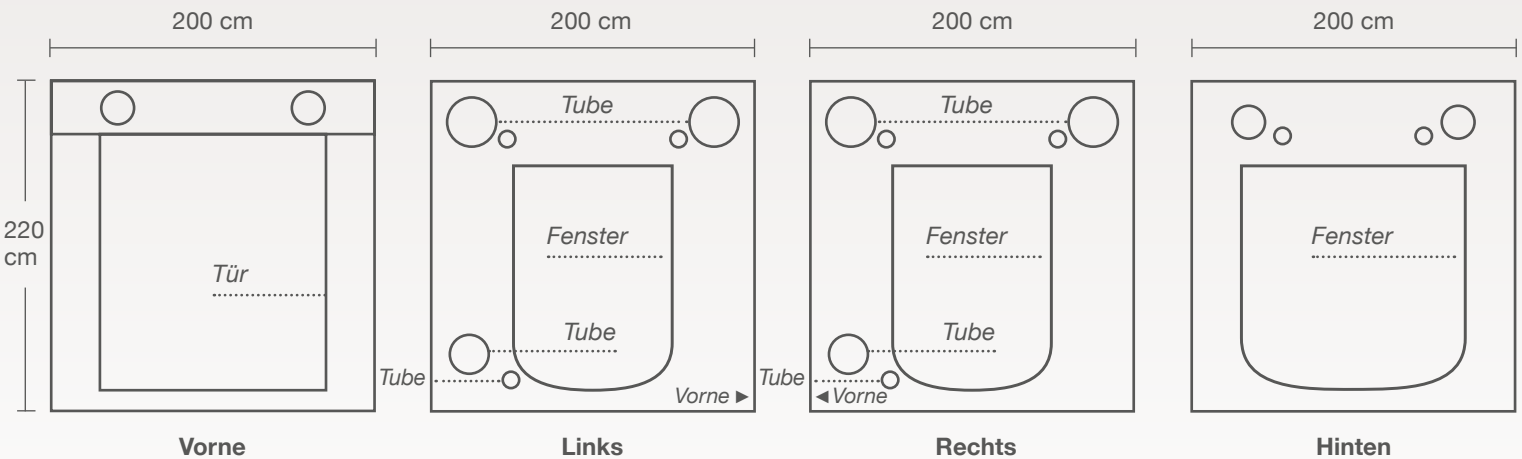 200 cm
200 cm
200 cm
200 cm
220
cm
Tür
Vorne
Tube
Fenster
Tube
Tube
Vorne ►
Links
Tube
Fenster
Tube
Tube
◄ Vorne
Rechts
Fenster
Hinten